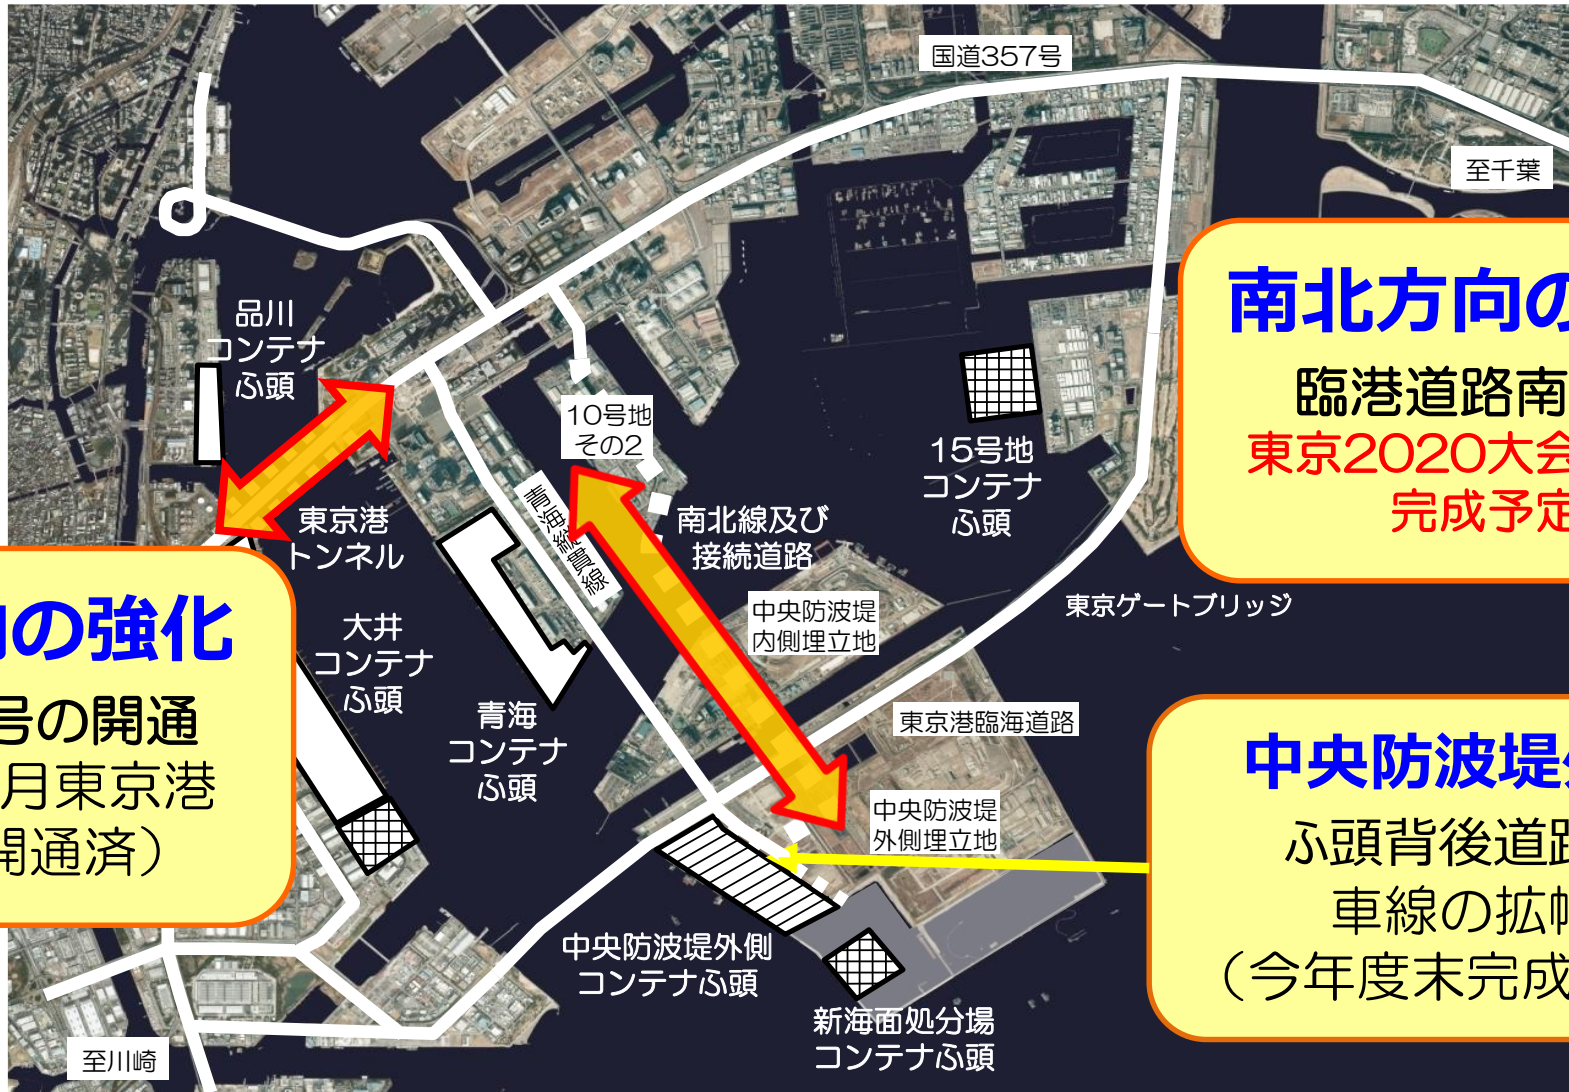 国道357号
至千葉
品川
コンテナ
ふ頭
南北方向の
臨港道路南
東京2020大会
完成予定
10号地
その2
15号地
コンテナ
ふ頭
青海縦貫線
東京港
トンネル
南北線及び
接続道路
の強化
号の開通
月東京港
開通済）
大井
コンテナ
ふ頭
中央防波堤
内側埋立地
東京ゲートブリッジ
青海
コンテナ
ふ頭
東京港臨海道路
中央防波堤
外側埋立地
中央防波堤
ふ頭背後道路
車線の拡幅
（今年度末完成
中央防波堤外側
コンテナふ頭
新海面処分場
コンテナふ頭
至川崎